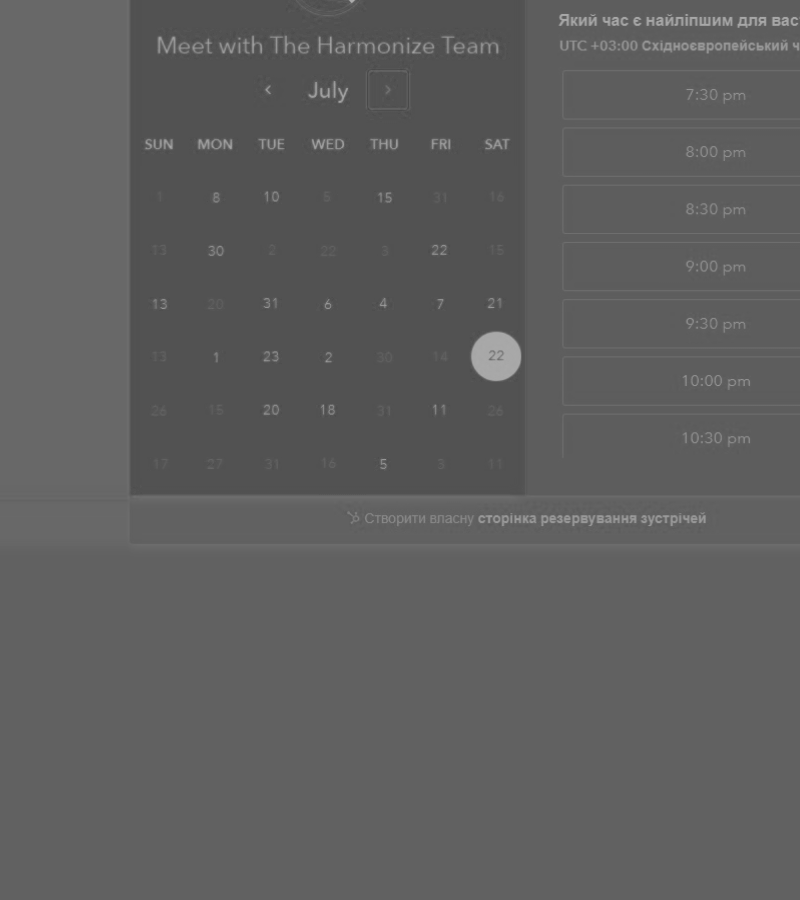 Meet with The Harmonize Team
July
SUN MON TUE WED THU FRI SAT
1 8 10 5 15 31 16
13 30 2 22 3 22 15
13 20 31 6 4 7 21
13 1 23 2 30 14 22
26 15 20 18 31 11 26
17 27 31 16 5 3 11
Який час є найліпшим для вас
UTC +03:00 Східноєвропейський ч
7:30 pm
8:00 pm
8:30 pm
9:00 pm
9:30 pm
10:00 pm
10:30 pm
Створити власну сторінка резервування зустрічей